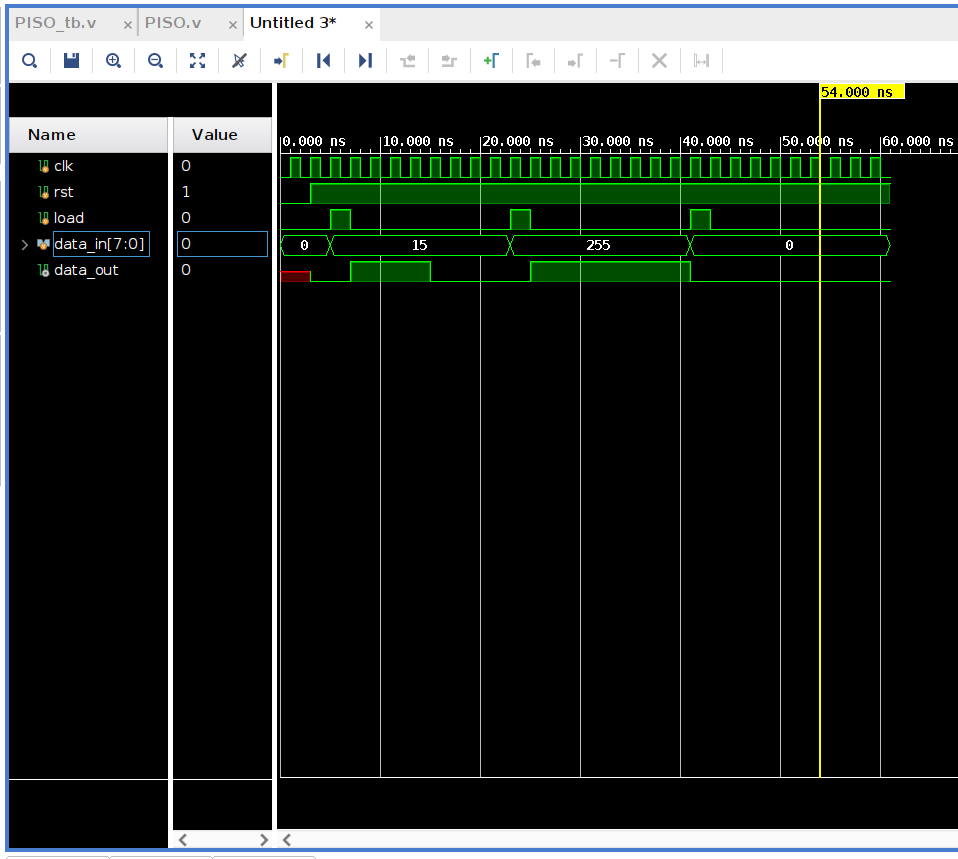 PISO_tb.v × PISO.v × Untitled 3* ×
54.000 ns
Name Value
0.000 ns 10.000 ns 20.000 ns 30.000 ns 40.000 ns 50.000 ns 60.000 ns
clk 0
rst 1
load 0
data_in[7:0] 0 0 15 255 0
data_out 0